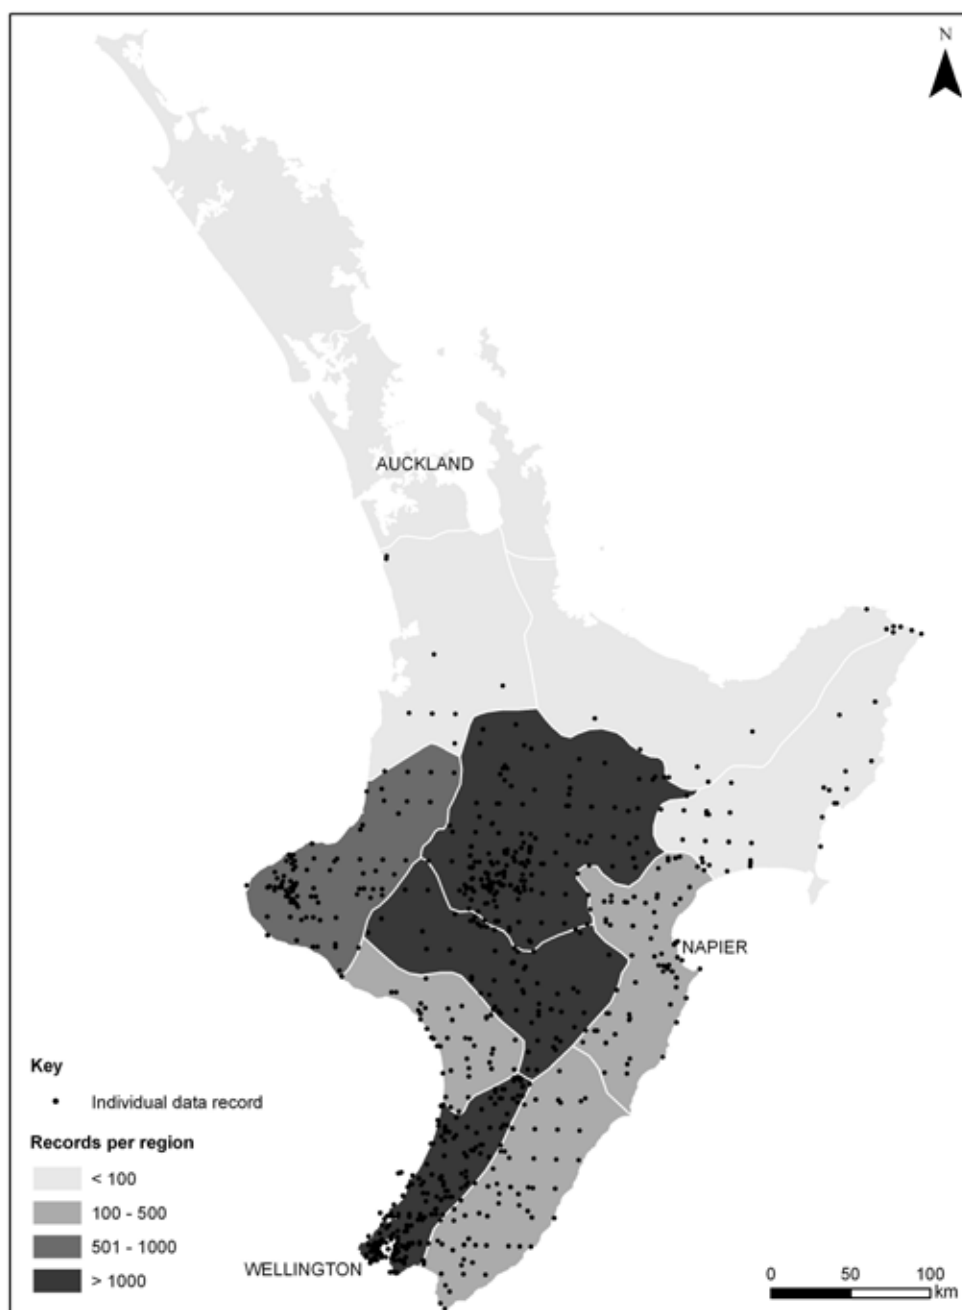 N
AUCKLAND
NAPIER
WELLINGTON
Key
Individual data record
Records per region
< 100
100 - 500
501 - 1000
> 1000
0 50 100
km